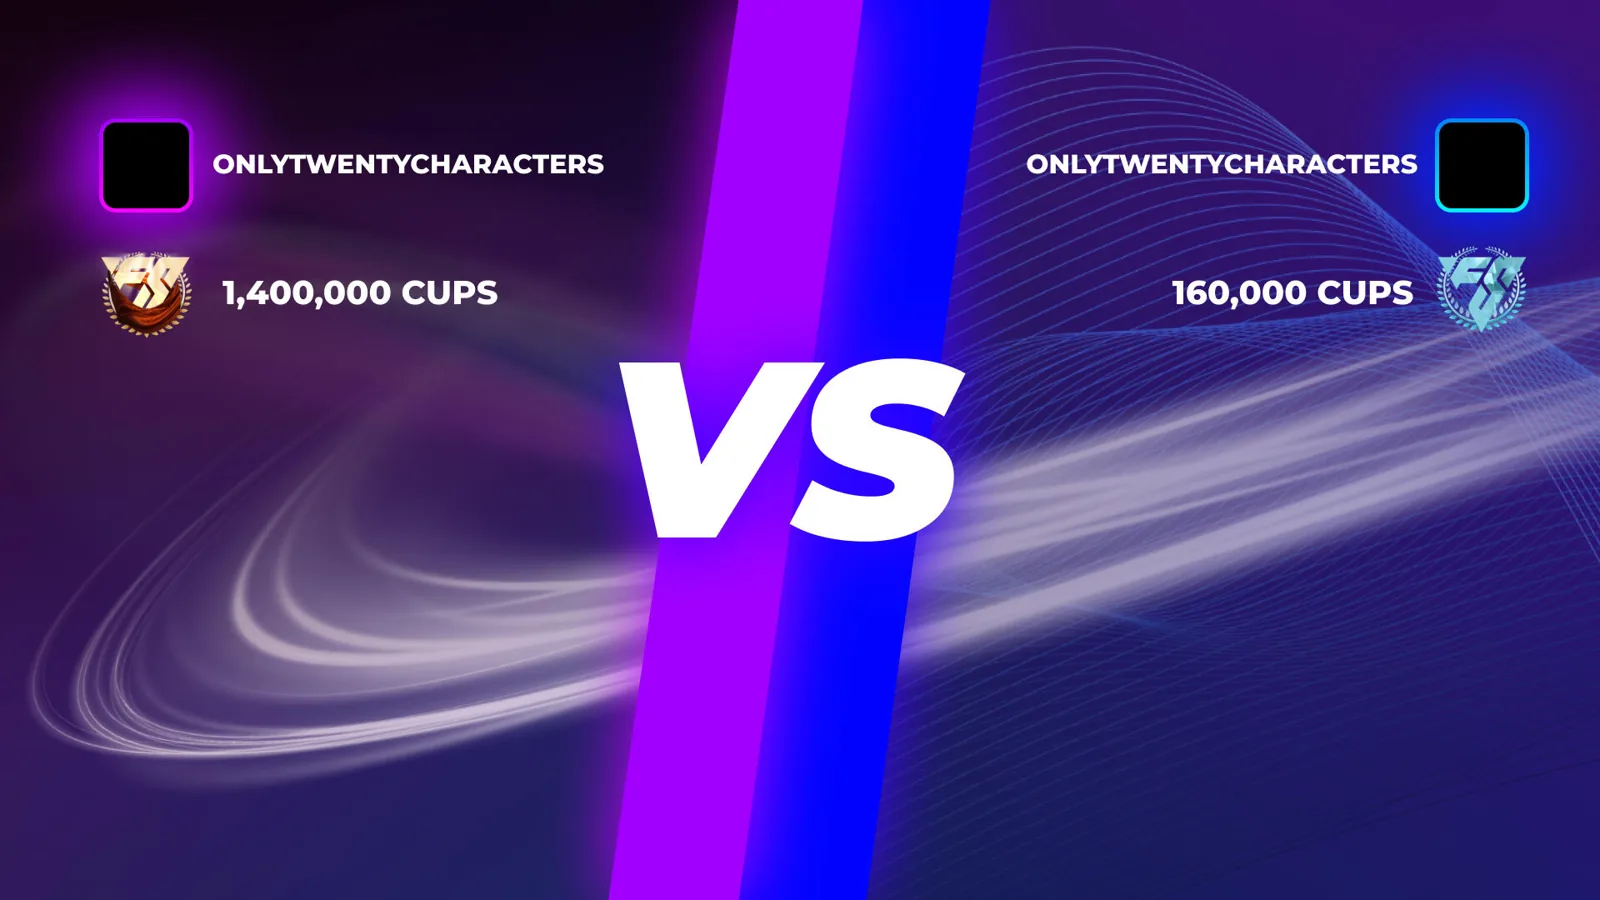 ONLYTWENTYCHARACTERS
1,400,000 CUPS
VS
ONLYTWENTYCHARACTERS
160,000 CUPS